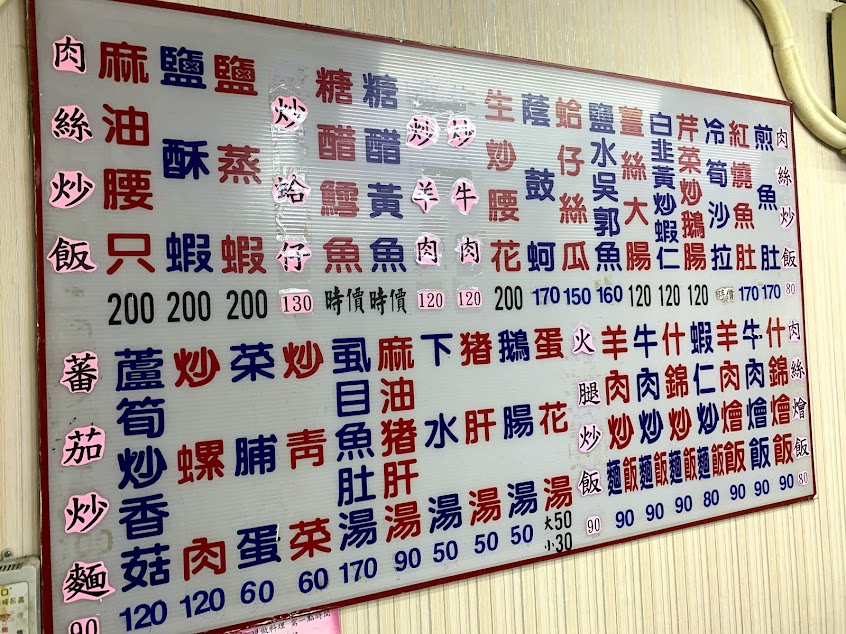 肉絲炒飯 80
煎魚肚 170
紅燒魚肚 170
冷筍沙拉 時價
芹菜炒鵝腸 120
白韭黃炒蝦仁 120
薑絲大腸 120
鹽水吳郭魚 160
蛤仔絲瓜 150
蔭鼓蚵 170
生炒腰花 200
炒牛肉 120
炒羊肉 120
糖醋黃魚 時價
糖醋鱈魚 時價
炒蛤仔 130
鹽蒸蝦 200
鹽酥蝦 200
麻油腰只 200
肉絲炒飯
肉絲燴飯 80
什錦燴飯 90
牛肉燴飯 90
羊肉燴飯 90
蝦仁炒麵飯 80
什錦炒麵飯 90
牛肉炒麵飯 90
羊肉炒麵飯 90
火腿炒飯 90
蛋花湯 大50 小30
鵝腸湯 50
豬肝湯 50
下水湯 50
麻油豬肝湯 90
虱目魚肚湯 170
炒青菜 60
菜脯蛋 60
炒螺肉 120
蘆筍炒香菇 120
蕃茄炒麵 90